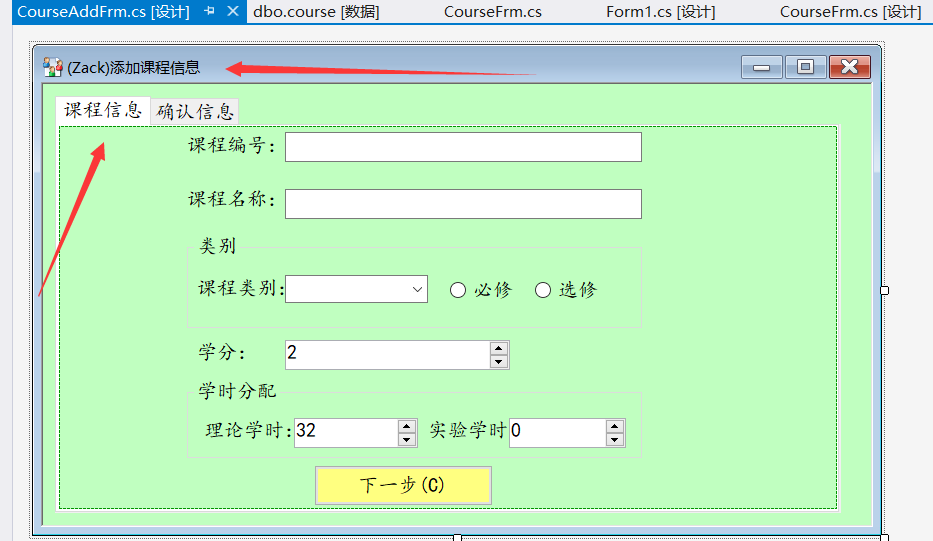 CourseAddFrm.cs [设计] dbo.course [数据] CourseFrm.cs Form1.cs [设计] CourseFrm.cs [设计]
(Zack)添加课程信息
课程信息 确认信息
课程编号:
课程名称:
类别
课程类别: 必修 选修
学分: 2
学时分配
理论学时: 32 实验学时 0
下一步(C)